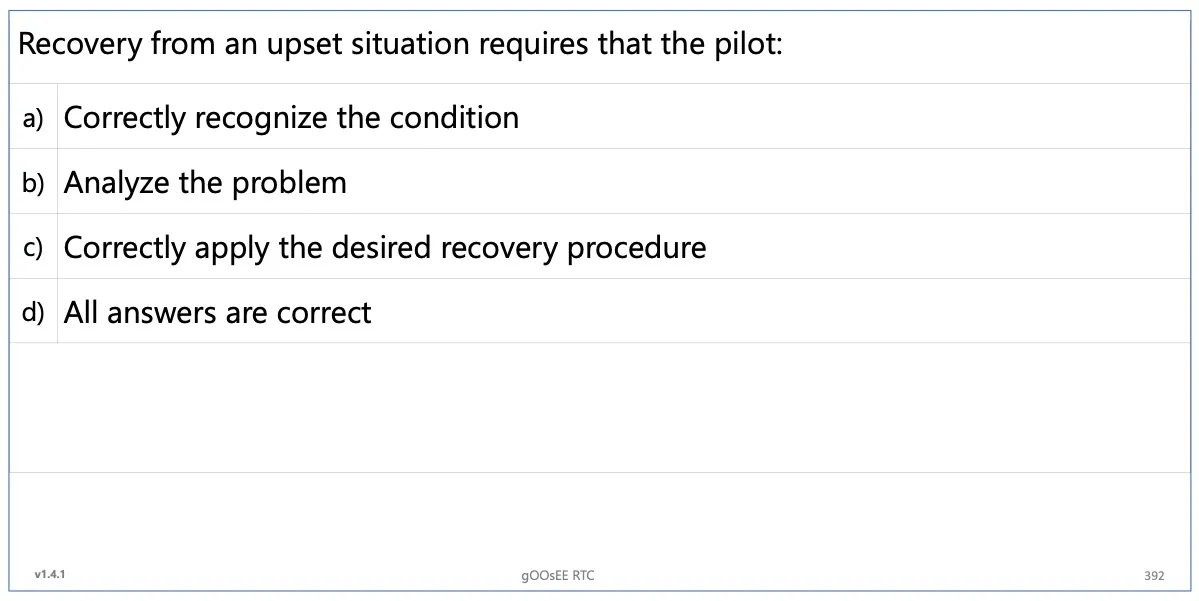 Recovery from an upset situation requires that the pilot:
a) Correctly recognize the condition
b) Analyze the problem
c) Correctly apply the desired recovery procedure
d) All answers are correct
v1.4.1 gOOsEE RTC 392